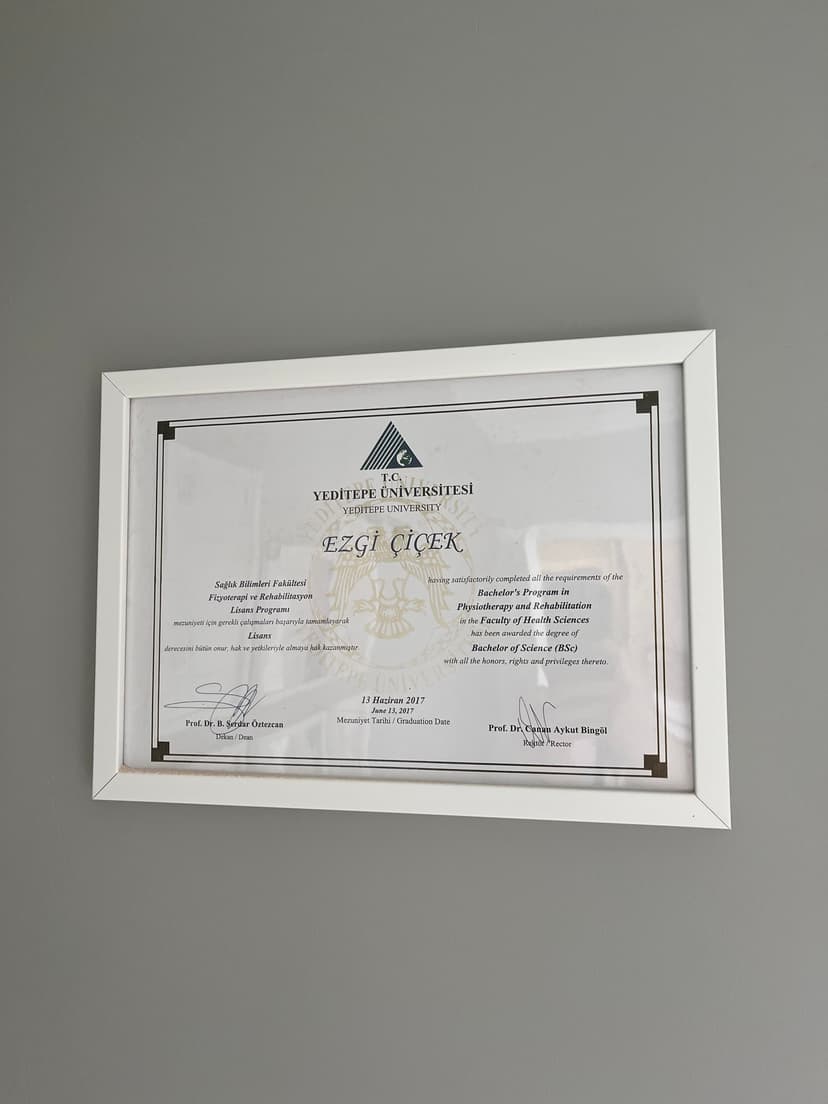 T.C.
YEDİTEPE ÜNİVERSİTESİ
YEDITEPE UNIVERSITY
EZGİ ÇİÇEK
Sağlık Bilimleri Fakültesi
Fizyoterapi ve Rehabilitasyon
Lisans Programı
mezuniyeti için gerekli çalışmaları başarıyla tamamlayarak
Lisans
derecesini bütün onur, hak ve yetkileriyle almaya hak kazanmıştır.
having satisfactorily completed all the requirements of the
Bachelor's Program in
Physiotherapy and Rehabilitation
in the Faculty of Health Sciences
has been awarded the degree of
Bachelor of Science (BSc)
with all the honors, rights and privileges thereto.
Prof. Dr. B. Serdar Öztezcan
Dekan / Dean
13 Haziran 2017
June 13, 2017
Mezuniyet Tarihi / Graduation Date
Prof. Dr. Canan Aykut Bingöl
Rektör / Rector
YEDİTEPE ÜNİVERSİTESİ